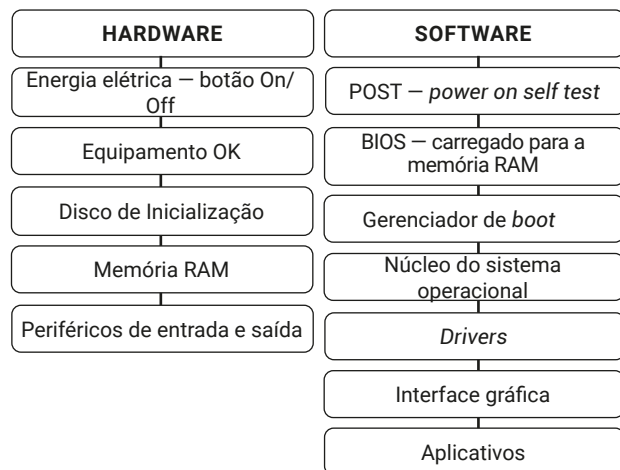 HARDWARE
Energia elétrica — botão On/
Off
Equipamento OK
Disco de Inicialização
Memória RAM
Periféricos de entrada e saída
SOFTWARE
POST — power on self test
BIOS — carregado para a
memória RAM
Gerenciador de boot
Núcleo do sistema
operacional
Drivers
Interface gráfica
Aplicativos